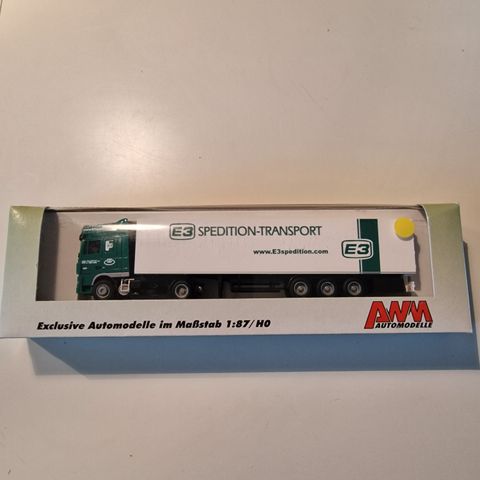 E3 SPEDITION-TRANSPORT
www.E3spedition.com
E3
Exclusive Automodelle im Maßstab 1:87/H0
AWM
AUTOMODELLE